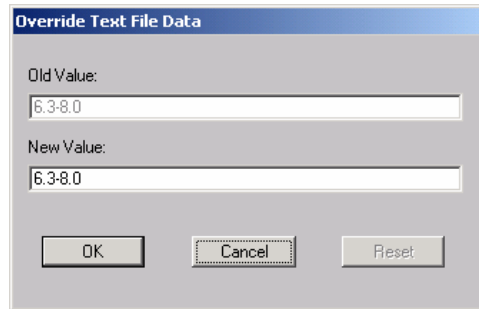 Override Text File Data
Old Value:
6.3-8.0
New Value:
6.3-8.0
OK Cancel Reset